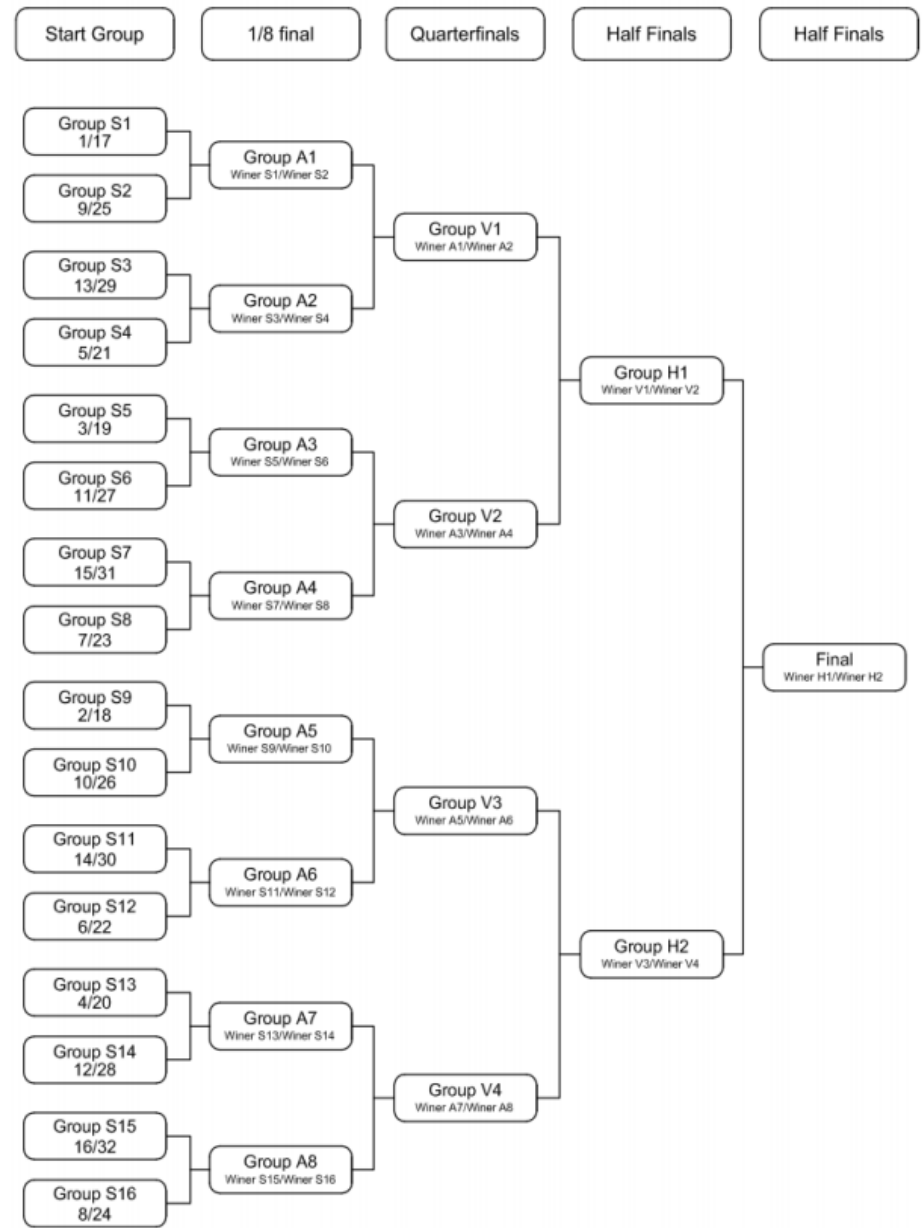 Start Group
1/8 final
Quarterfinals
Half Finals
Half Finals
Group S1
1/17
Group S2
9/25
Group S3
13/29
Group S4
5/21
Group S5
3/19
Group S6
11/27
Group S7
15/31
Group S8
7/23
Group S9
2/18
Group S10
10/26
Group S11
14/30
Group S12
6/22
Group S13
4/20
Group S14
12/28
Group S15
16/32
Group S16
8/24
Group A1
Winer S1/Winer S2
Group A2
Winer S3/Winer S4
Group A3
Winer S5/Winer S6
Group A4
Winer S7/Winer S8
Group A5
Winer S9/Winer S10
Group A6
Winer S11/Winer S12
Group A7
Winer S13/Winer S14
Group A8
Winer S15/Winer S16
Group V1
Winer A1/Winer A2
Group V2
Winer A3/Winer A4
Group V3
Winer A5/Winer A6
Group V4
Winer A7/Winer A8
Group H1
Winer V1/Winer V2
Group H2
Winer V3/Winer V4
Final
Winer H1/Winer H2